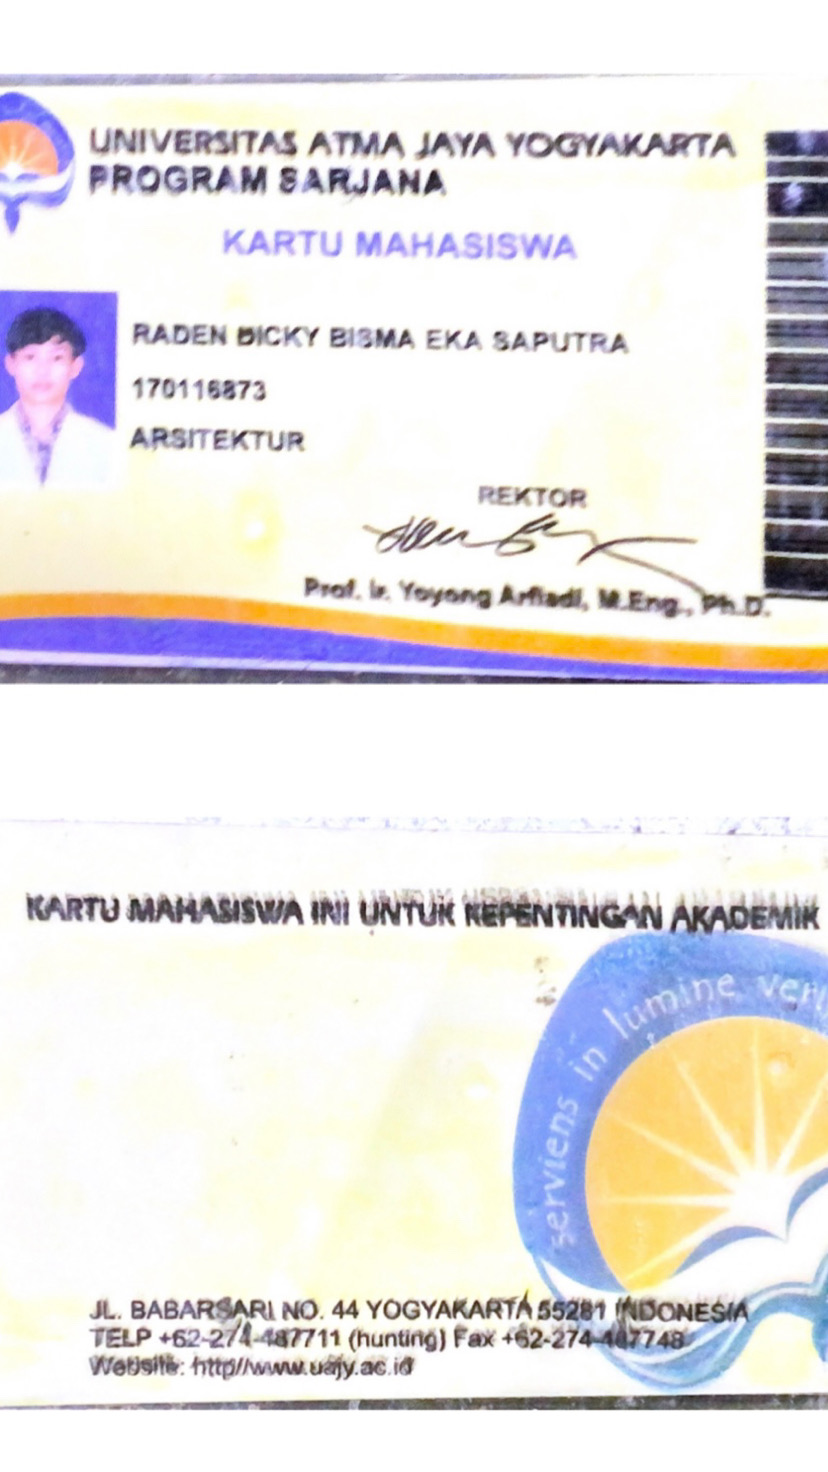 UNIVERSITAS ATMA JAYA YOGYAKARTA
PROGRAM SARJANA
KARTU MAHASISWA
RADEN BICKY BISMA EKA SAPUTRA
170116873
ARSITEKTUR
REKTOR
Prof. Ir. Yoyong Arfiadi, M.Eng., Ph.D.
KARTU MAHASISWA INI UNTUK KEPENTINGAN AKADEMIK
serviens in lumine
JL. BABARSARI NO. 44 YOGYAKARTA 55281 INDONESIA
TELP +62-274-487711 (hunting) Fax +62-274-487748
Website: http//www.uajy.ac.id